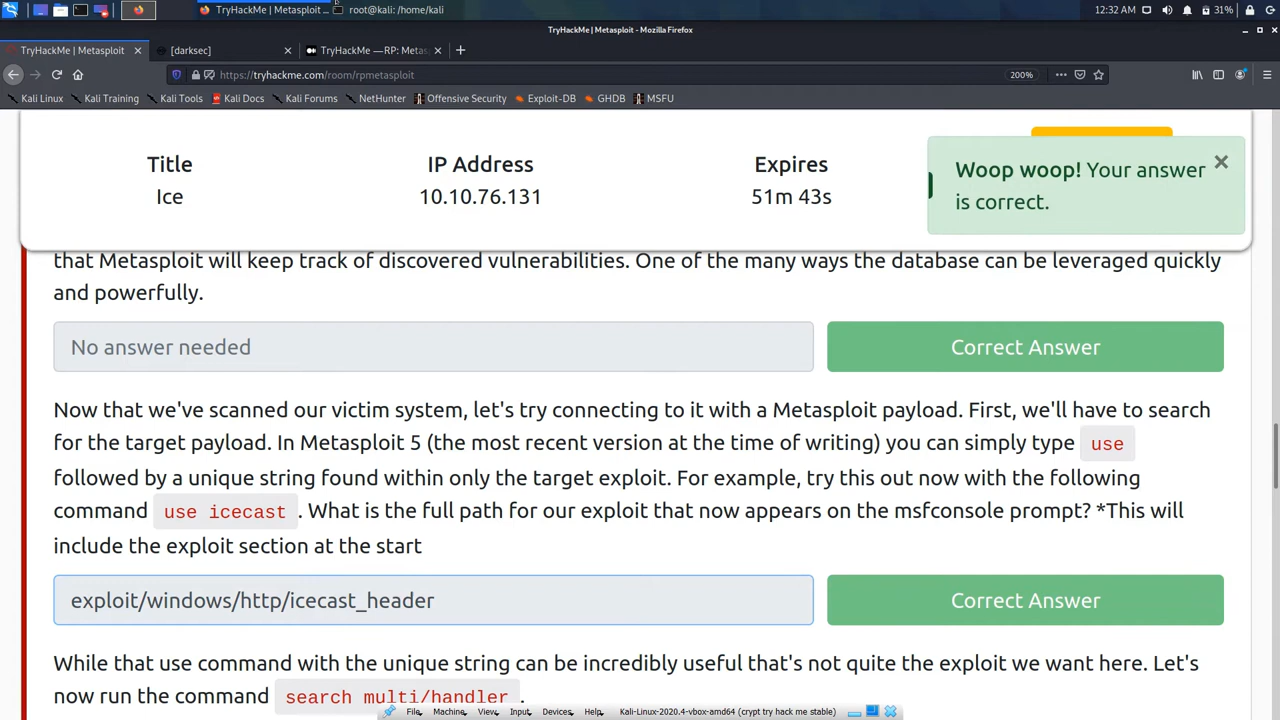 TryHackMe | Metasploit ...
root@kali: /home/kali
12:32 AM
31%
TryHackMe | Metasploit - Mozilla Firefox
TryHackMe | Metasploit
[darksec]
TryHackMe — RP: Metas
https://tryhackme.com/room/rpmetasploit
200%
Kali Linux
Kali Training
Kali Tools
Kali Docs
Kali Forums
NetHunter
Offensive Security
Exploit-DB
GHDB
MSFU
Title
IP Address
Expires
Ice
10.10.76.131
51m 43s
Woop woop! Your answer
is correct.
that Metasploit will keep track of discovered vulnerabilities. One of the many ways the database can be leveraged quickly
and powerfully.
No answer needed
Correct Answer
Now that we've scanned our victim system, let's try connecting to it with a Metasploit payload. First, we'll have to search
for the target payload. In Metasploit 5 (the most recent version at the time of writing) you can simply type use
followed by a unique string found within only the target exploit. For example, try this out now with the following
command use icecast . What is the full path for our exploit that now appears on the msfconsole prompt? *This will
include the exploit section at the start
exploit/windows/http/icecast_header
Correct Answer
While that use command with the unique string can be incredibly useful that's not quite the exploit we want here. Let's
now run the command search multi/handler .
File Machine View Input Devices Help Kali-Linux-2020.4-vbox-amd64 (crypt try hack me stable)